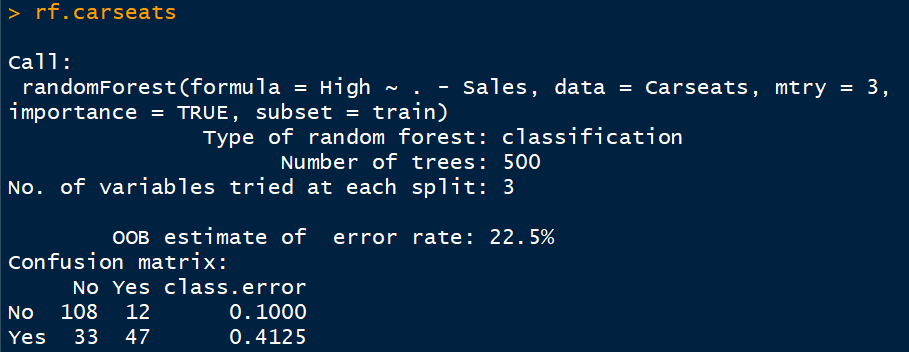 > rf.carseats
Call:
randomForest(formula = High ~ . - Sales, data = Carseats, mtry = 3,
importance = TRUE, subset = train)
Type of random forest: classification
Number of trees: 500
No. of variables tried at each split: 3
OOB estimate of  error rate: 22.5%
Confusion matrix:
No Yes class.error
No  108  12      0.1000
Yes  33  47      0.4125